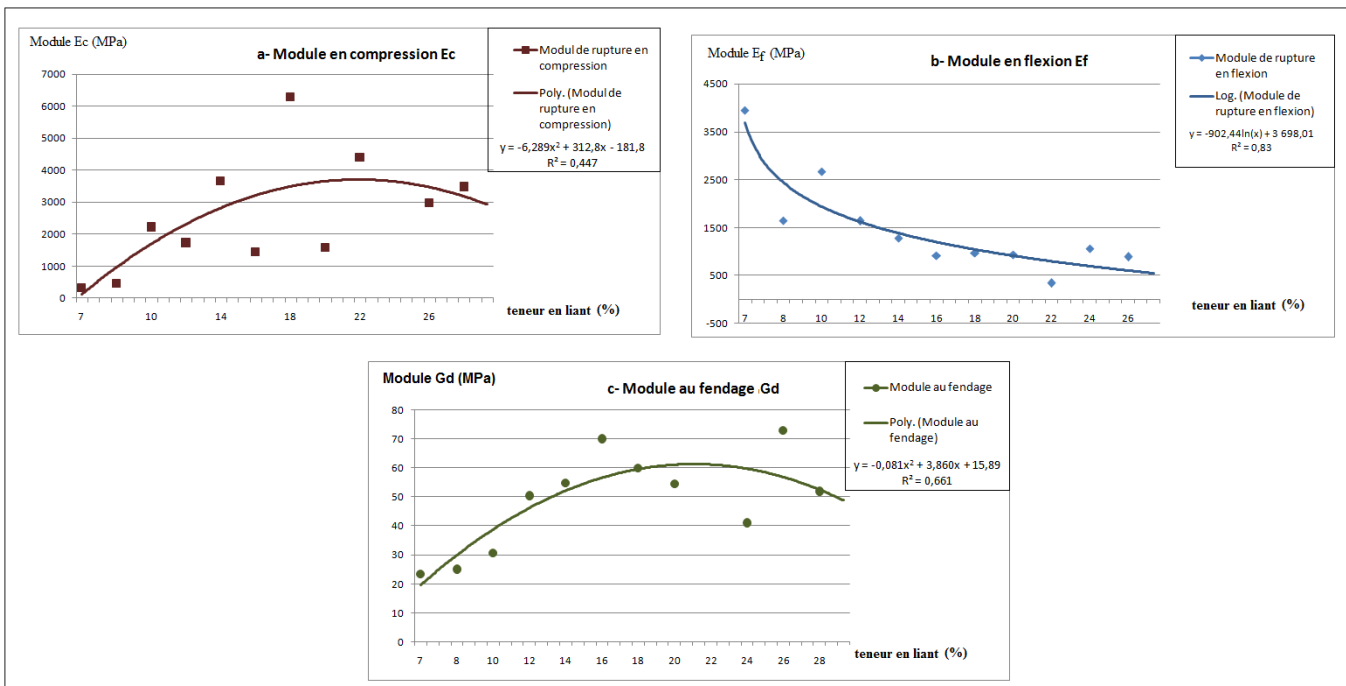 Module Ec (MPa)
a- Module en compression Ec
7000
6000
5000
4000
3000
2000
1000
0
7 10 14 18 22 26
teneur en liant (%)
Modul de rupture en
compression
Poly. (Modul de
rupture en
compression)
y = -6,289x² + 312,8x - 181,8
R² = 0,447
Module Ef (MPa)
b- Module en flexion Ef
4500
3500
2500
1500
500
-500
7 8 10 12 14 16 18 20 22 24 26
teneur en liant (%)
Module de rupture
en flexion
Log. (Module de
rupture en flexion)
y = -902,44ln(x) + 3 698,01
R² = 0,83
Module Gd (MPa)
c- Module au fendage Gd
80
70
60
50
40
30
20
10
0
7 8 10 12 14 16 18 20 24 26 28
teneur en liant (%)
Module au fendage
Poly. (Module au
fendage)
y = -0,081x² + 3,860x + 15,89
R² = 0,661